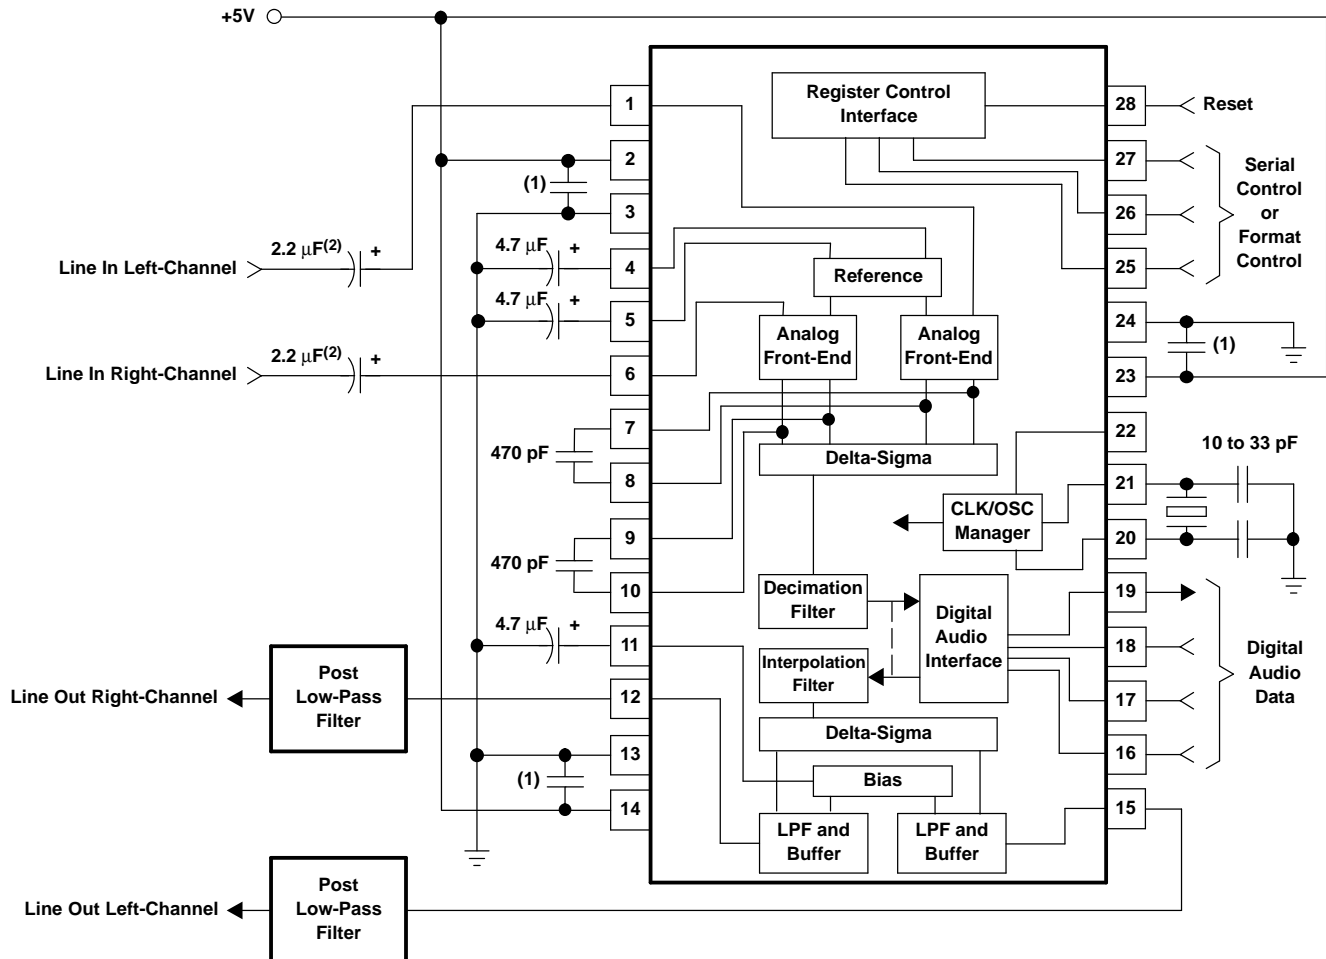 +5V
1
2
3
4
5
6
7
8
9
10
11
12
13
14
28
27
26
25
24
23
22
21
20
19
18
17
16
15
Register Control
Interface
Reset
Serial
Control
or
Format
Control
(1)
2.2 μF(2)
+
Line In Left-Channel
4.7 μF
+
4.7 μF
+
2.2 μF(2)
+
Line In Right-Channel
Reference
Analog
Front-End
Analog
Front-End
(1)
470 pF
Delta-Sigma
10 to 33 pF
CLK/OSC
Manager
470 pF
Decimation
Filter
Digital
Audio
Interface
Interpolation
Filter
Digital
Audio
Data
4.7 μF
+
Post
Low-Pass
Filter
Line Out Right-Channel
Delta-Sigma
Bias
(1)
LPF and
Buffer
LPF and
Buffer
Post
Low-Pass
Filter
Line Out Left-Channel